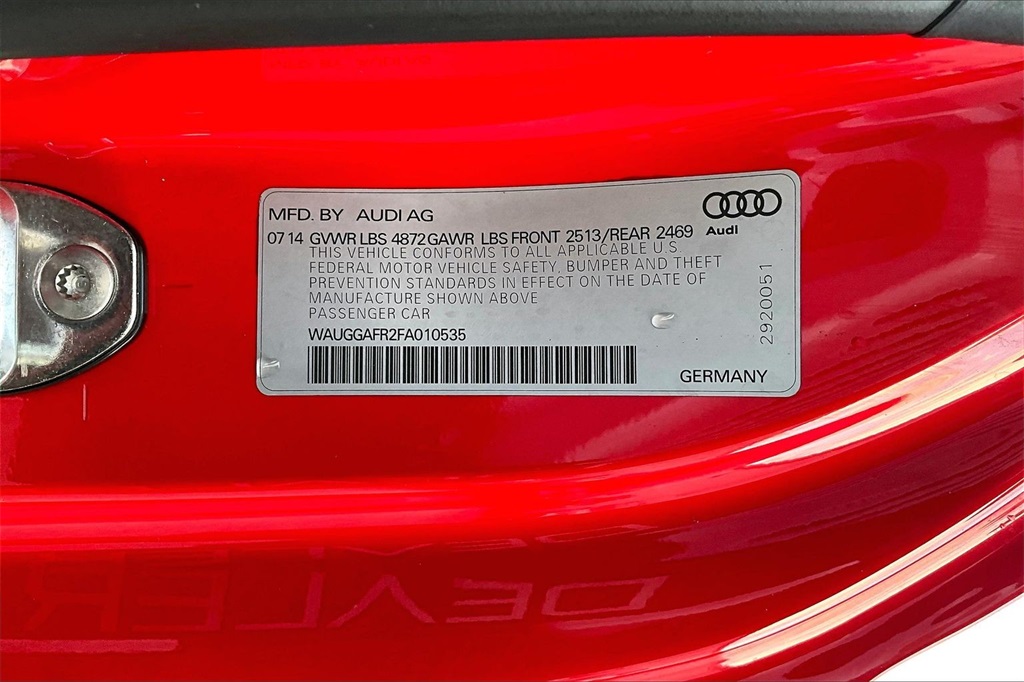 MFD. BY AUDI AG
Audi
07 14 GVWR LBS 4872 GAWR LBS FRONT 2513/REAR 2469
THIS VEHICLE CONFORMS TO ALL APPLICABLE U.S.
FEDERAL MOTOR VEHICLE SAFETY, BUMPER AND THEFT
PREVENTION STANDARDS IN EFFECT ON THE DATE OF
MANUFACTURE SHOWN ABOVE
PASSENGER CAR
WAUGGAFR2FA010535
GERMANY
2920051